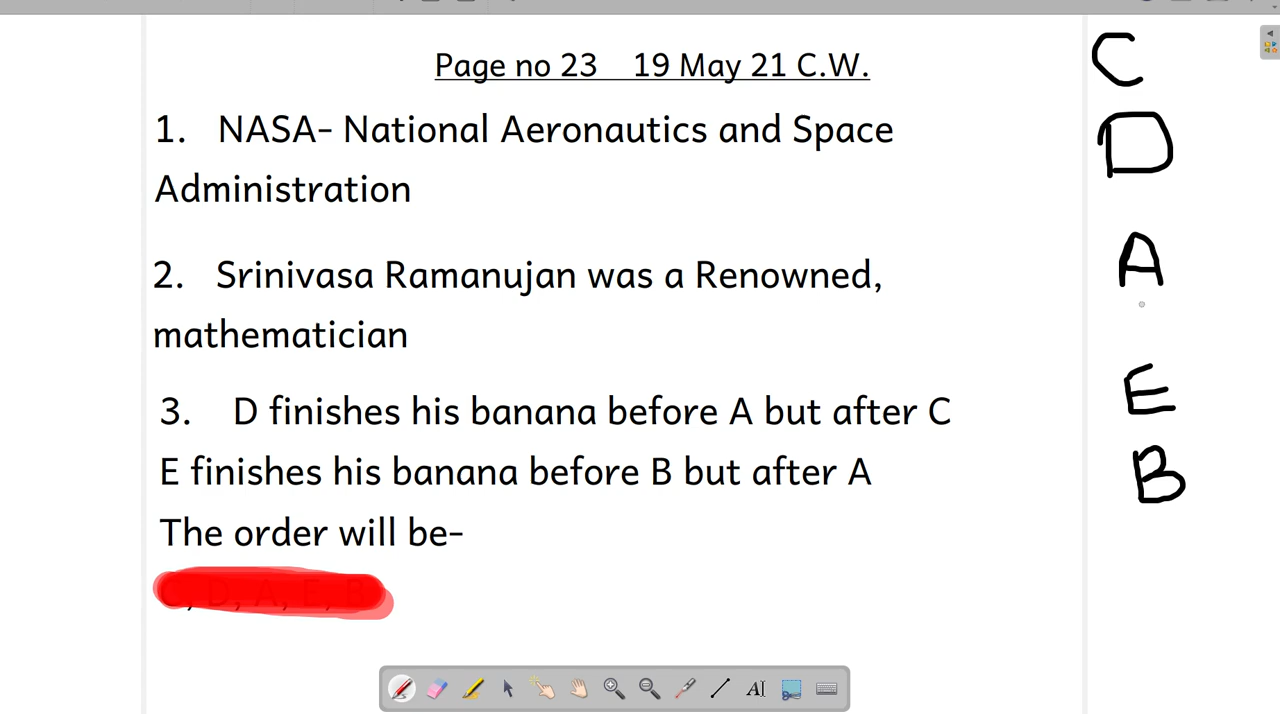 Page no 23 19 May 21 C.W.
1. NASA- National Aeronautics and Space
Administration
2. Srinivasa Ramanujan was a Renowned,
mathematician
3. D finishes his banana before A but after C
E finishes his banana before B but after A
The order will be-
C, D, A, E, B
C
D
A
E
B
AI